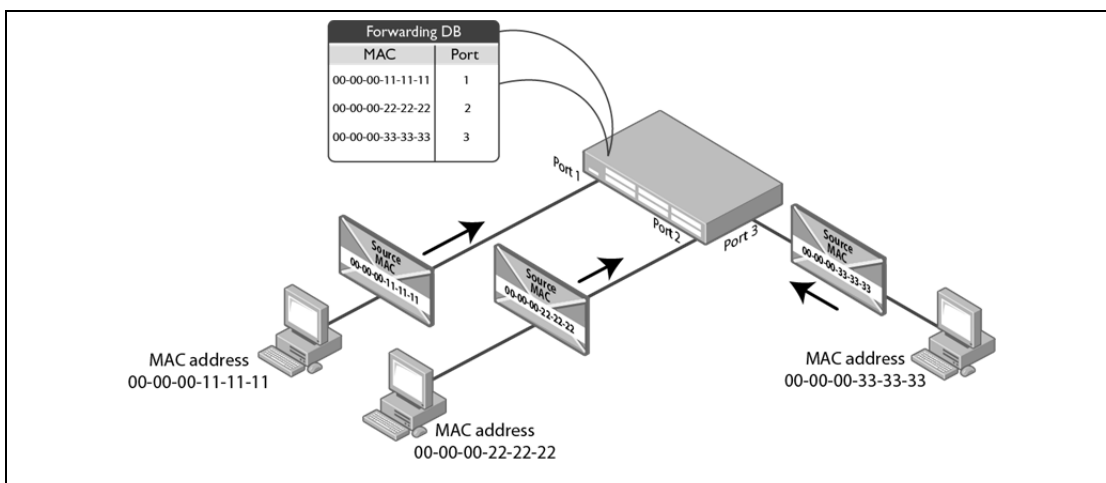 Forwarding DB
MAC Port
00-00-00-11-11-11 1
00-00-00-22-22-22 2
00-00-00-33-33-33 3
Port 1
Port 2
Port 3
Source
MAC
00-00-00-11-11-11
Source
MAC
00-00-00-22-22-22
Source
MAC
00-00-00-33-33-33
MAC address
00-00-00-11-11-11
MAC address
00-00-00-22-22-22
MAC address
00-00-00-33-33-33